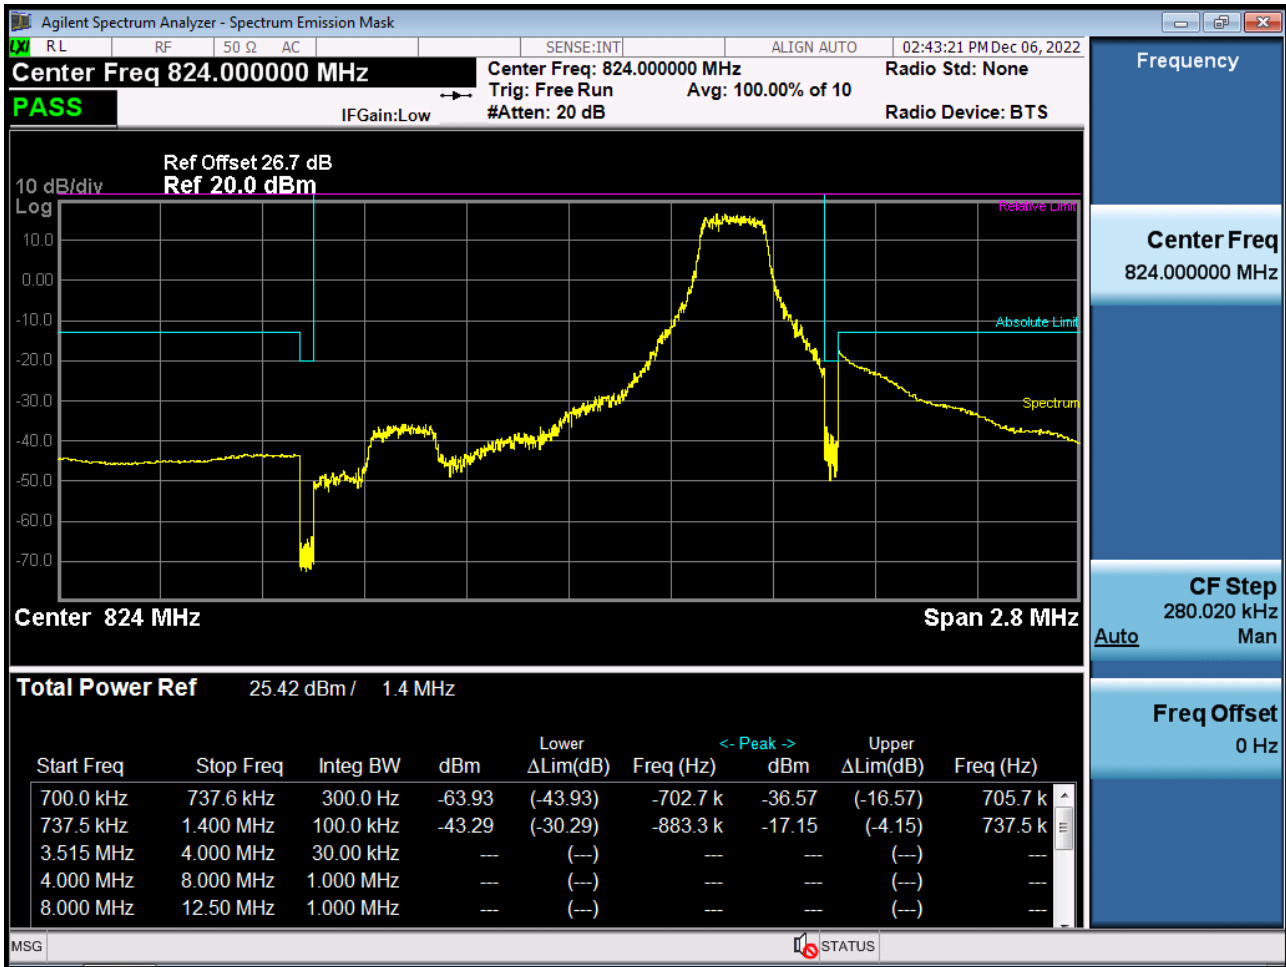 Agilent Spectrum Analyzer - Spectrum Emission Mask
LXI RL RF 50 Ω AC SENSE:INT ALIGN AUTO 02:43:21 PM Dec 06, 2022
Center Freq 824.000000 MHz Center Freq: 824.000000 MHz Radio Std: None
Trig: Free Run Avg: 100.00% of 10
PASS IFGain:Low #Atten: 20 dB Radio Device: BTS
Ref Offset 26.7 dB
10 dB/div Ref 20.0 dBm
Log
Relative Limit
10.0
0.00
-10.0
Absolute Limit
-20.0
-30.0
Spectrum
-40.0
-50.0
-60.0
-70.0
Center 824 MHz Span 2.8 MHz
Total Power Ref 25.42 dBm / 1.4 MHz
Lower <- Peak -> Upper
Start Freq Stop Freq Integ BW dBm ΔLim(dB) Freq (Hz) dBm ΔLim(dB) Freq (Hz)
700.0 kHz 737.6 kHz 300.0 Hz -63.93 (-43.93) -702.7 k -36.57 (-16.57) 705.7 k
737.5 kHz 1.400 MHz 100.0 kHz -43.29 (-30.29) -883.3 k -17.15 (-4.15) 737.5 k
3.515 MHz 4.000 MHz 30.00 kHz --- (---) --- --- (---) ---
4.000 MHz 8.000 MHz 1.000 MHz --- (---) --- --- (---) ---
8.000 MHz 12.50 MHz 1.000 MHz --- (---) --- --- (---) ---
MSG STATUS
Frequency
Center Freq
824.000000 MHz
CF Step
280.020 kHz
Auto Man
Freq Offset
0 Hz